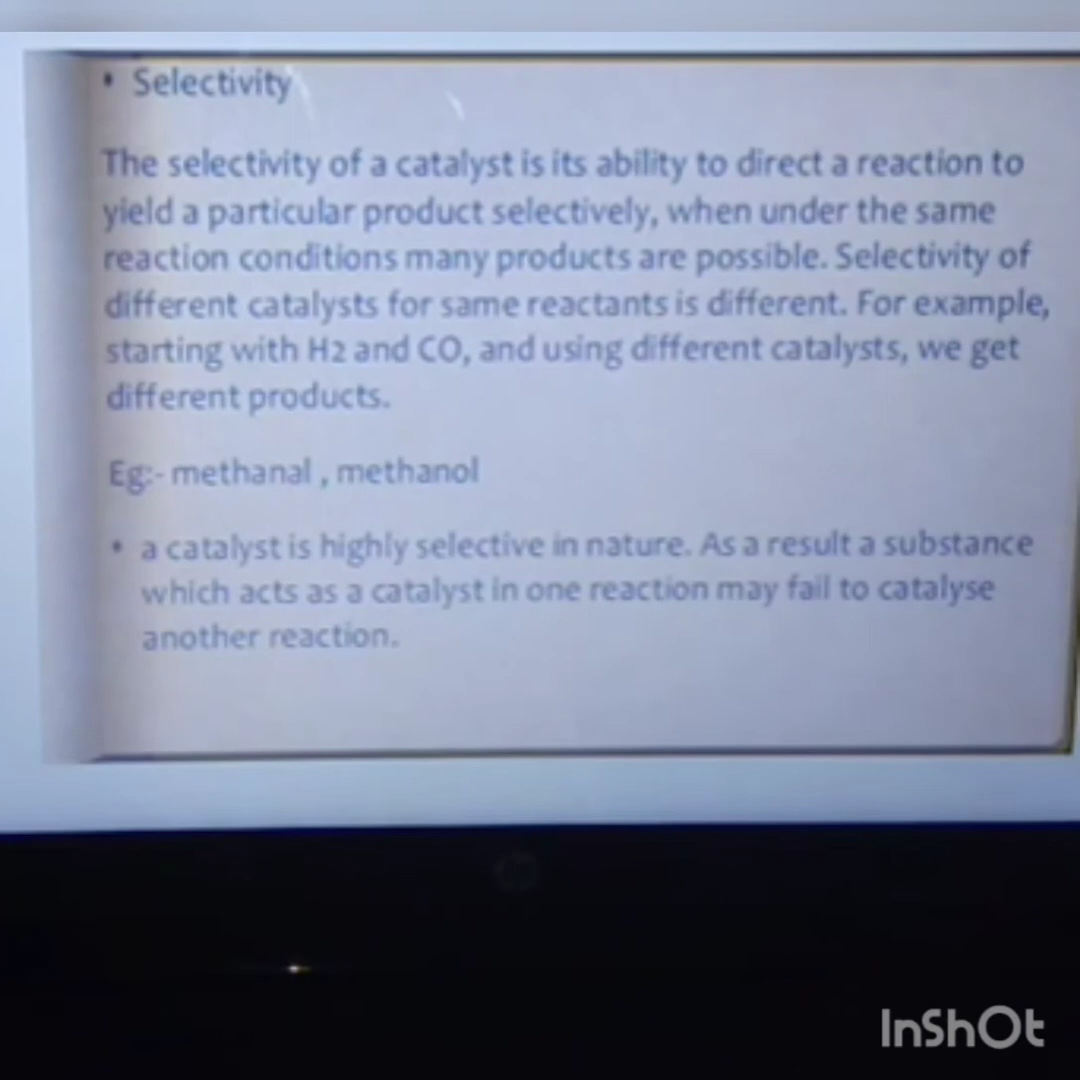 • Selectivity
The selectivity of a catalyst is its ability to direct a reaction to
yield a particular product selectively, when under the same
reaction conditions many products are possible. Selectivity of
different catalysts for same reactants is different. For example,
starting with H2 and CO, and using different catalysts, we get
different products.
Eg:- methanal , methanol
• a catalyst is highly selective in nature. As a result a substance
which acts as a catalyst in one reaction may fail to catalyse
another reaction.
InShOt